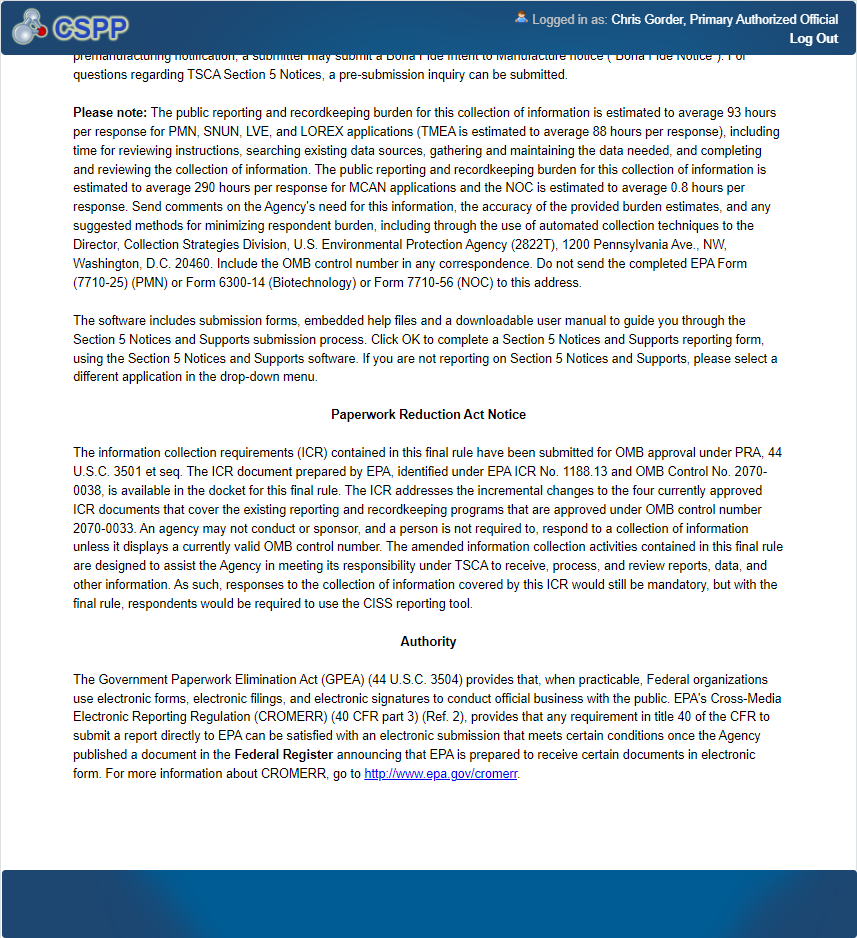 CSPP
Logged in as: Chris Gorder, Primary Authorized Official
Log Out
premanufacturing notification, a submitter may submit a Bona Fide Intent to Manufacture notice ("Bona Fide Notice"). For
questions regarding TSCA Section 5 Notices, a pre-submission inquiry can be submitted.
Please note: The public reporting and recordkeeping burden for this collection of information is estimated to average 93 hours
per response for PMN, SNUN, LVE, and LOREX applications (TMEA is estimated to average 88 hours per response), including
time for reviewing instructions, searching existing data sources, gathering and maintaining the data needed, and completing
and reviewing the collection of information. The public reporting and recordkeeping burden for this collection of information is
estimated to average 290 hours per response for MCAN applications and the NOC is estimated to average 0.8 hours per
response. Send comments on the Agency's need for this information, the accuracy of the provided burden estimates, and any
suggested methods for minimizing respondent burden, including through the use of automated collection techniques to the
Director, Collection Strategies Division, U.S. Environmental Protection Agency (2822T), 1200 Pennsylvania Ave., NW,
Washington, D.C. 20460. Include the OMB control number in any correspondence. Do not send the completed EPA Form
(7710-25) (PMN) or Form 6300-14 (Biotechnology) or Form 7710-56 (NOC) to this address.
The software includes submission forms, embedded help files and a downloadable user manual to guide you through the
Section 5 Notices and Supports submission process. Click OK to complete a Section 5 Notices and Supports reporting form,
using the Section 5 Notices and Supports software. If you are not reporting on Section 5 Notices and Supports, please select a
different application in the drop-down menu.
Paperwork Reduction Act Notice
The information collection requirements (ICR) contained in this final rule have been submitted for OMB approval under PRA, 44
U.S.C. 3501 et seq. The ICR document prepared by EPA, identified under EPA ICR No. 1188.13 and OMB Control No. 2070-
0038, is available in the docket for this final rule. The ICR addresses the incremental changes to the four currently approved
ICR documents that cover the existing reporting and recordkeeping programs that are approved under OMB control number
2070-0033. An agency may not conduct or sponsor, and a person is not required to, respond to a collection of information
unless it displays a currently valid OMB control number. The amended information collection activities contained in this final rule
are designed to assist the Agency in meeting its responsibility under TSCA to receive, process, and review reports, data, and
other information. As such, responses to the collection of information covered by this ICR would still be mandatory, but with the
final rule, respondents would be required to use the CISS reporting tool.
Authority
The Government Paperwork Elimination Act (GPEA) (44 U.S.C. 3504) provides that, when practicable, Federal organizations
use electronic forms, electronic filings, and electronic signatures to conduct official business with the public. EPA's Cross-Media
Electronic Reporting Regulation (CROMERR) (40 CFR part 3) (Ref. 2), provides that any requirement in title 40 of the CFR to
submit a report directly to EPA can be satisfied with an electronic submission that meets certain conditions once the Agency
published a document in the Federal Register announcing that EPA is prepared to receive certain documents in electronic
form. For more information about CROMERR, go to http://www.epa.gov/cromerr.